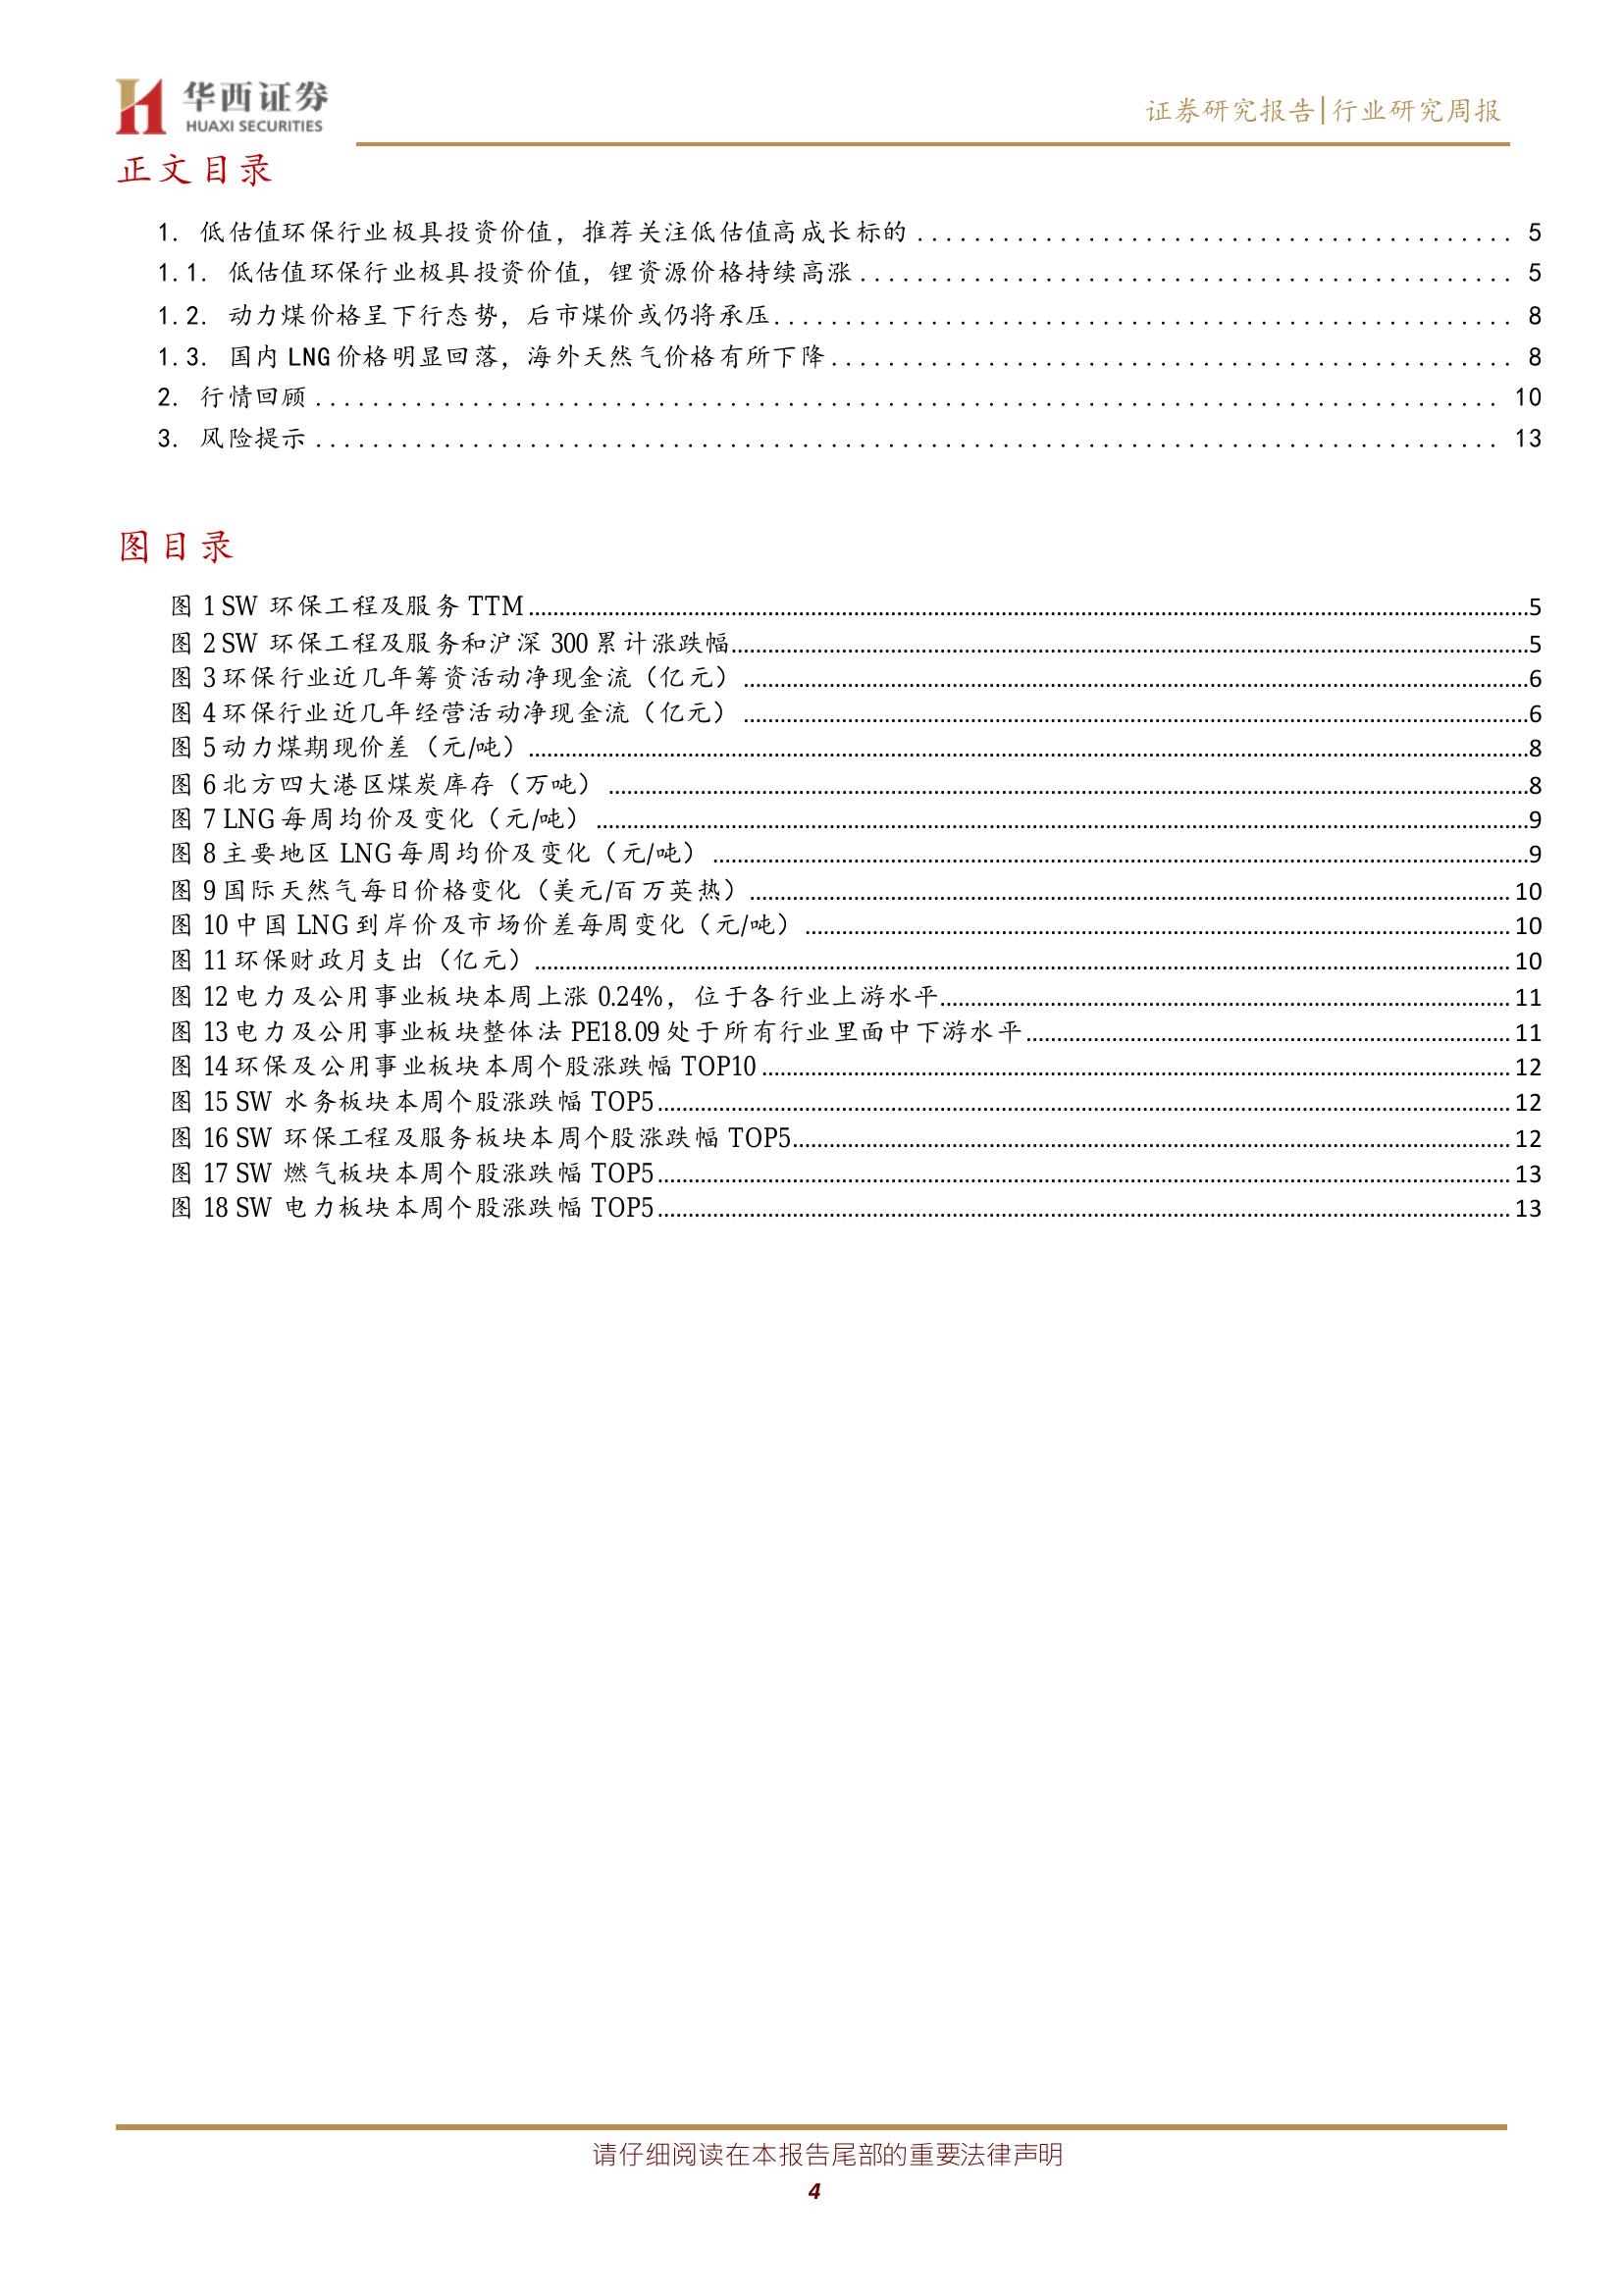 华西证券
HUAXI SECURITIES
证券研究报告|行业研究周报
正文目录
1. 低估值环保行业极具投资价值，推荐关注低估值高成长标的 ........ 5
1.1. 低估值环保行业极具投资价值，锂资源价格持续高涨 ........ 5
1.2. 动力煤价格呈下行态势，后市煤价或仍将承压 ........ 8
1.3. 国内 LNG 价格明显回落，海外天然气价格有所下降 ........ 8
2. 行情回顾 ........ 10
3. 风险提示 ........ 13
图目录
图 1 SW 环保工程及服务 TTM ........ 5
图 2 SW 环保工程及服务和沪深 300 累计涨跌幅 ........ 5
图 3 环保行业近几年筹资活动净现金流（亿元） ........ 6
图 4 环保行业近几年经营活动净现金流（亿元） ........ 6
图 5 动力煤期现价差（元/吨） ........ 8
图 6 北方四大港区煤炭库存（万吨） ........ 8
图 7 LNG 每周均价及变化（元/吨） ........ 9
图 8 主要地区 LNG 每周均价及变化（元/吨） ........ 9
图 9 国际天然气每日价格变化（美元/百万英热） ........ 10
图 10 中国 LNG 到岸价及市场价差每周变化（元/吨） ........ 10
图 11 环保财政月支出（亿元） ........ 10
图 12 电力及公用事业板块本周上涨 0.24%，位于各行业上游水平 ........ 11
图 13 电力及公用事业板块整体法 PE18.09 处于所有行业里面中下游水平 ........ 11
图 14 环保及公用事业板块本周个股涨跌幅 TOP10 ........ 12
图 15 SW 水务板块本周个股涨跌幅 TOP5 ........ 12
图 16 SW 环保工程及服务板块本周个股涨跌幅 TOP5 ........ 12
图 17 SW 燃气板块本周个股涨跌幅 TOP5 ........ 13
图 18 SW 电力板块本周个股涨跌幅 TOP5 ........ 13
请仔细阅读在本报告尾部的重要法律声明
4